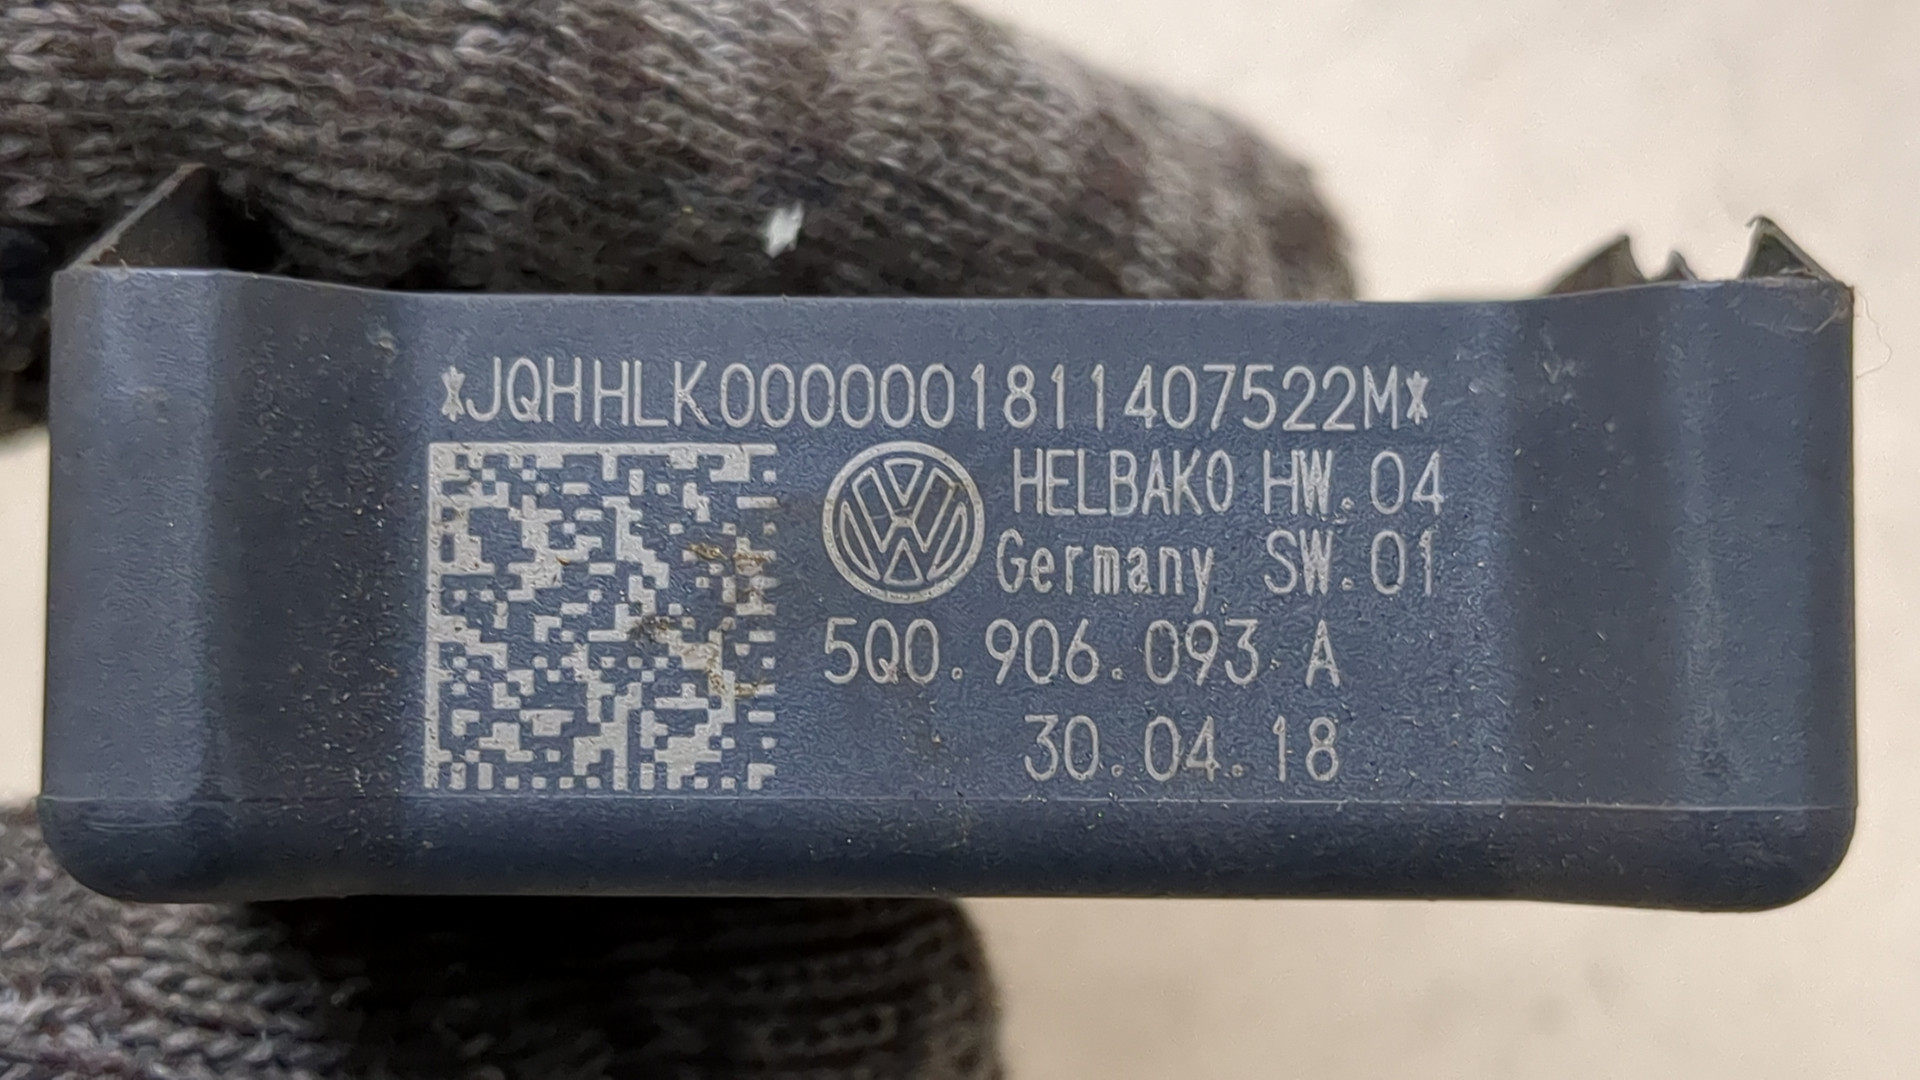 *JQHHLK0000001811407522M*
HELBAKO HW.04
Germany SW.01
5Q0.906.093 A
30.04.18